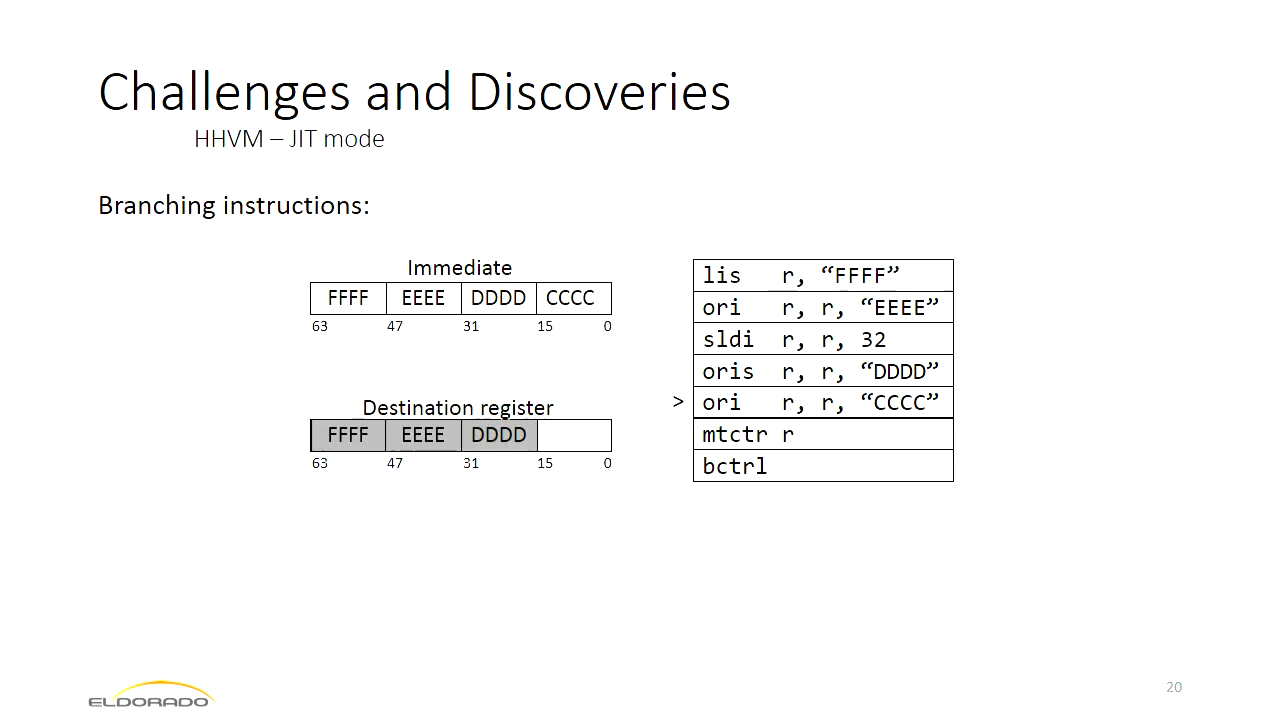 Challenges and Discoveries
HHVM – JIT mode
Branching instructions:
Immediate
FFFF EEEE DDDD CCCC
63 47 31 15 0
Destination register
FFFF EEEE DDDD
63 47 31 15 0
lis r, “FFFF”
ori r, r, “EEEE”
sldi r, r, 32
oris r, r, “DDDD”
> ori r, r, “CCCC”
mtctr r
bctrl
ELDORADO
20